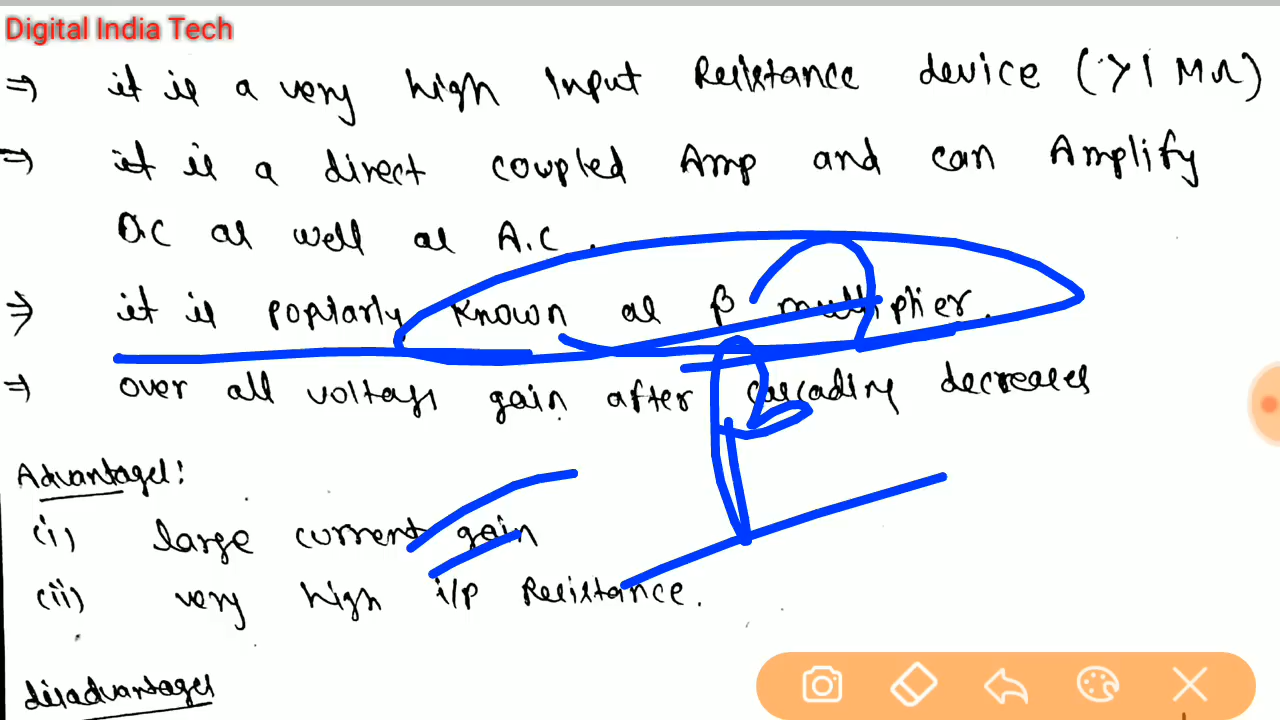 Digital India Tech
⇒ it is a very high Input Resistance device (>1 MΩ)
⇒ it is a direct coupled Amp and can Amplify
D.C as well as A.C.
⇒ it is poptarly known as β multiplier.
⇒ over all voltage gain after cascading decreases
Advantages:
(i) large current gain
(ii) very high i/p Resistance.
disadvantages